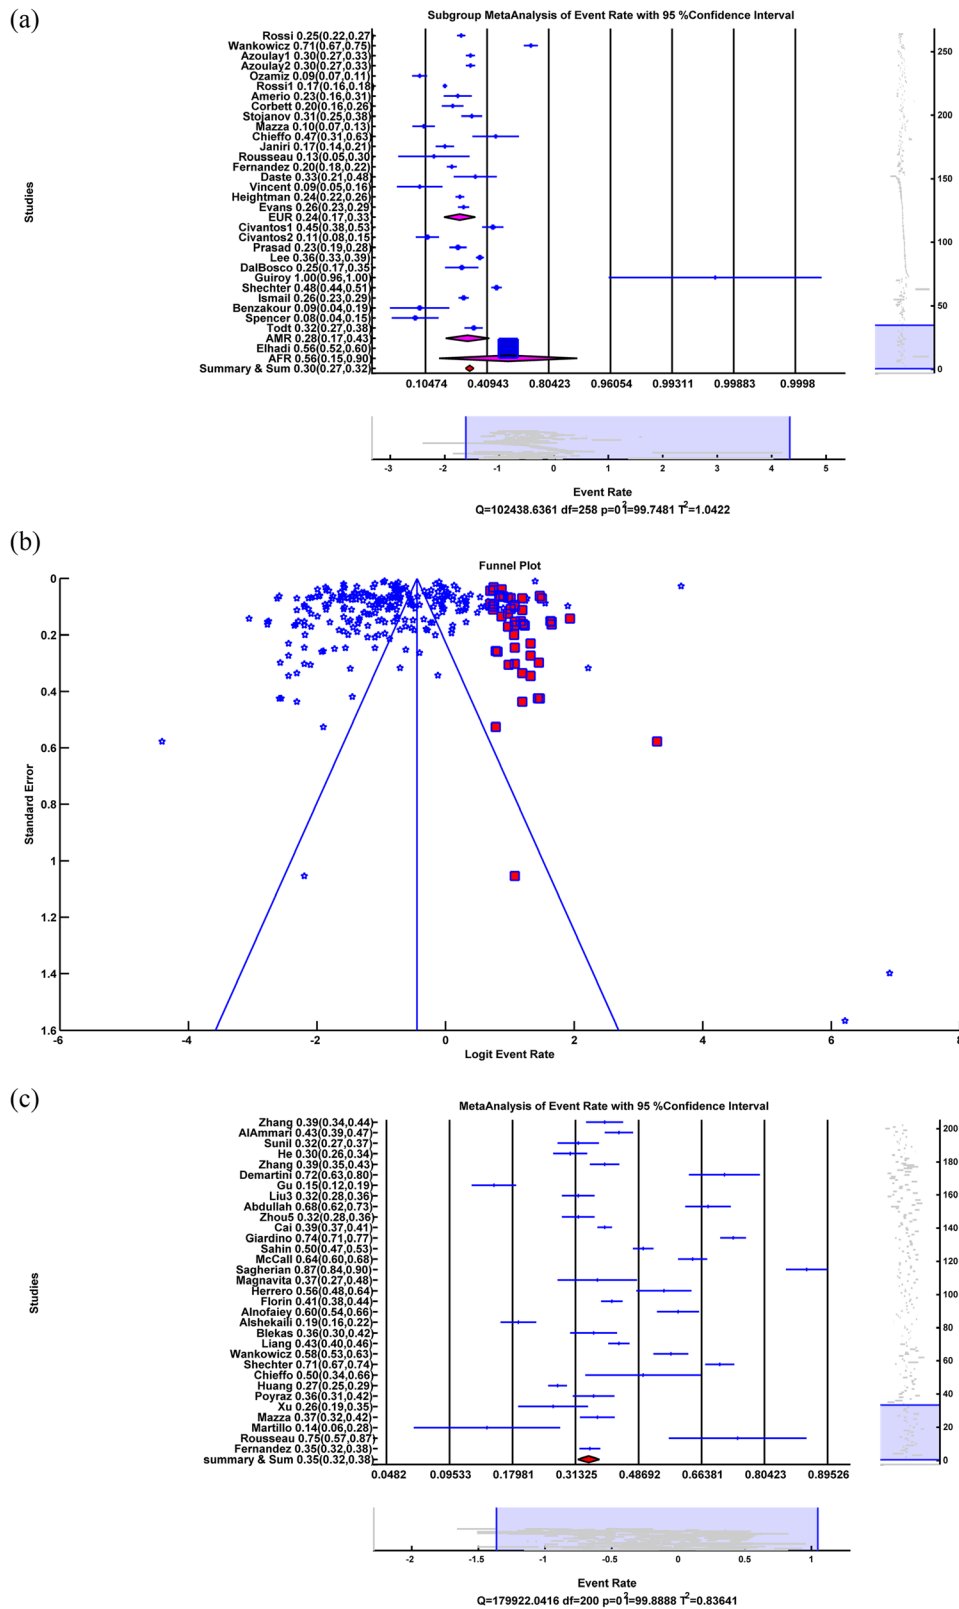 (a)
Subgroup MetaAnalysis of Event Rate with 95 %Confidence Interval
Studies
Rossi 0.25(0.22,0.27)
Wankowicz 0.71(0.67,0.75)
Azoulay1 0.30(0.27,0.33)
Azoulay2 0.30(0.27,0.33)
Ozamiz 0.09(0.07,0.11)
Rossi1 0.17(0.16,0.18)
Amerio 0.23(0.16,0.31)
Corbett 0.20(0.16,0.26)
Stojanov 0.31(0.25,0.38)
Mazza 0.10(0.07,0.13)
Chieffo 0.47(0.31,0.63)
Janiri 0.17(0.14,0.21)
Rousseau 0.13(0.05,0.30)
Fernandez 0.20(0.18,0.22)
Daste 0.33(0.21,0.48)
Vincent 0.09(0.05,0.16)
Heightman 0.24(0.22,0.26)
Evans 0.26(0.23,0.29)
EUR 0.24(0.17,0.33)
Civantos1 0.45(0.38,0.53)
Civantos2 0.11(0.08,0.15)
Prasad 0.23(0.19,0.28)
Lee 0.36(0.33,0.39)
DalBosco 0.25(0.17,0.35)
Guiroy 1.00(0.96,1.00)
Shechter 0.48(0.44,0.51)
Ismail 0.26(0.23,0.29)
Benzakour 0.09(0.04,0.19)
Spencer 0.08(0.04,0.15)
Todt 0.32(0.27,0.38)
AMR 0.28(0.17,0.43)
Elhadi 0.56(0.52,0.60)
AFR 0.56(0.15,0.90)
Summary & Sum 0.30(0.27,0.32)
0.10474 0.40943 0.80423 0.96054 0.99311 0.99883 0.9998
250
200
150
100
50
0
-3 -2 -1 0 1 2 3 4 5
Event Rate
Q=102438.6361 df=258 p=0 I2=99.7481 T2=1.0422
(b)
Funnel Plot
Standard Error
0
0.2
0.4
0.6
0.8
1
1.2
1.4
1.6
-6 -4 -2 0 2 4 6 8
Logit Event Rate
(c)
MetaAnalysis of Event Rate with 95 %Confidence Interval
Studies
Zhang 0.39(0.34,0.44)
AlAmmari 0.43(0.39,0.47)
Sunil 0.32(0.27,0.37)
He 0.30(0.26,0.34)
Zhang 0.39(0.35,0.43)
Demartini 0.72(0.63,0.80)
Gu 0.15(0.12,0.19)
Liu3 0.32(0.28,0.36)
Abdullah 0.68(0.62,0.73)
Zhou5 0.32(0.28,0.36)
Cai 0.39(0.37,0.41)
Giardino 0.74(0.71,0.77)
Sahin 0.50(0.47,0.53)
McCall 0.64(0.60,0.68)
Sagherian 0.87(0.84,0.90)
Magnavita 0.37(0.27,0.48)
Herrero 0.56(0.48,0.64)
Florin 0.41(0.38,0.44)
Alnofaiey 0.60(0.54,0.66)
Alshekaili 0.19(0.16,0.22)
Blekas 0.36(0.30,0.42)
Liang 0.43(0.40,0.46)
Wankowicz 0.58(0.53,0.63)
Shechter 0.71(0.67,0.74)
Chieffo 0.50(0.34,0.66)
Huang 0.27(0.25,0.29)
Poyraz 0.36(0.31,0.42)
Xu 0.26(0.19,0.35)
Mazza 0.37(0.32,0.42)
Martillo 0.14(0.06,0.28)
Rousseau 0.75(0.57,0.87)
Fernandez 0.35(0.32,0.38)
summary & Sum 0.35(0.32,0.38)
0.0482 0.09533 0.17981 0.31325 0.48692 0.66381 0.80423 0.89526
200
180
160
140
120
100
80
60
40
20
0
-2 -1.5 -1 -0.5 0 0.5 1
Event Rate
Q=179922.0416 df=200 p=0 I2=99.8888 T2=0.83641